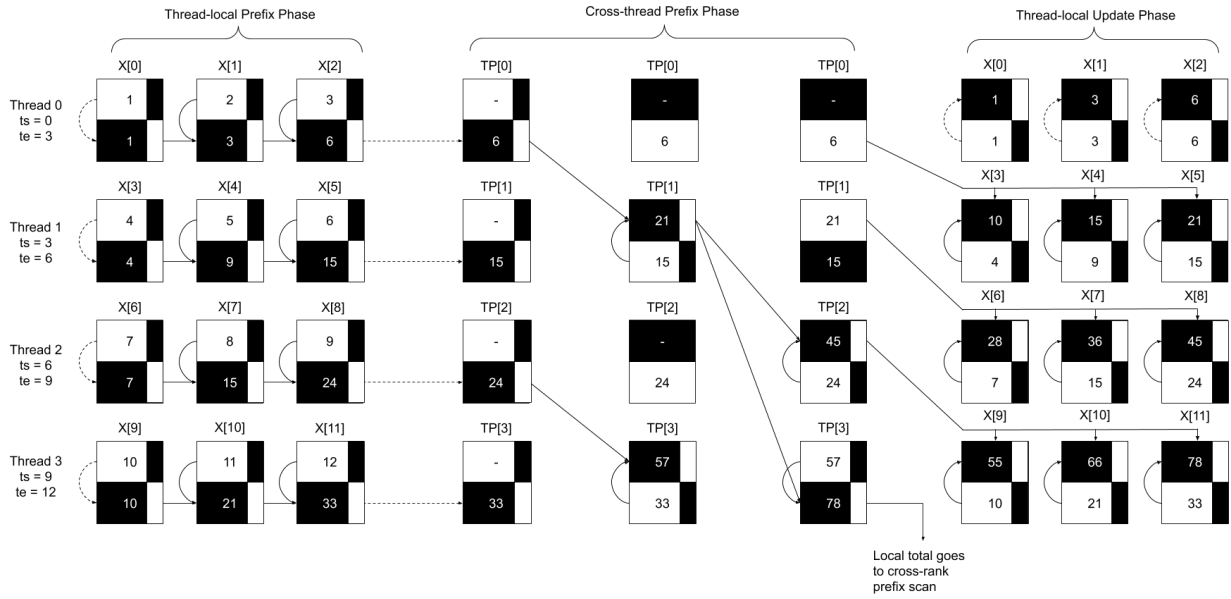 Thread-local Prefix Phase
Cross-thread Prefix Phase
Thread-local Update Phase
X[0] X[1] X[2] TP[0] TP[0] TP[0] X[0] X[1] X[2]
1 2 3 - - - 1 3 6
Thread 0
ts = 0
te = 3
1 3 6 6 6 6 1 3 6
X[3] X[4] X[5] TP[1] TP[1] TP[1] X[3] X[4] X[5]
4 5 6 - 21 21 10 15 21
Thread 1
ts = 3
te = 6
4 9 15 15 15 15 4 9 15
X[6] X[7] X[8] TP[2] TP[2] TP[2] X[6] X[7] X[8]
7 8 9 - - 45 28 36 45
Thread 2
ts = 6
te = 9
7 15 24 24 24 24 7 15 24
X[9] X[10] X[11] TP[3] TP[3] TP[3] X[9] X[10] X[11]
10 11 12 - 57 57 55 66 78
Thread 3
ts = 9
te = 12
10 21 33 33 33 78 10 21 33
Local total goes
to cross-rank
prefix scan